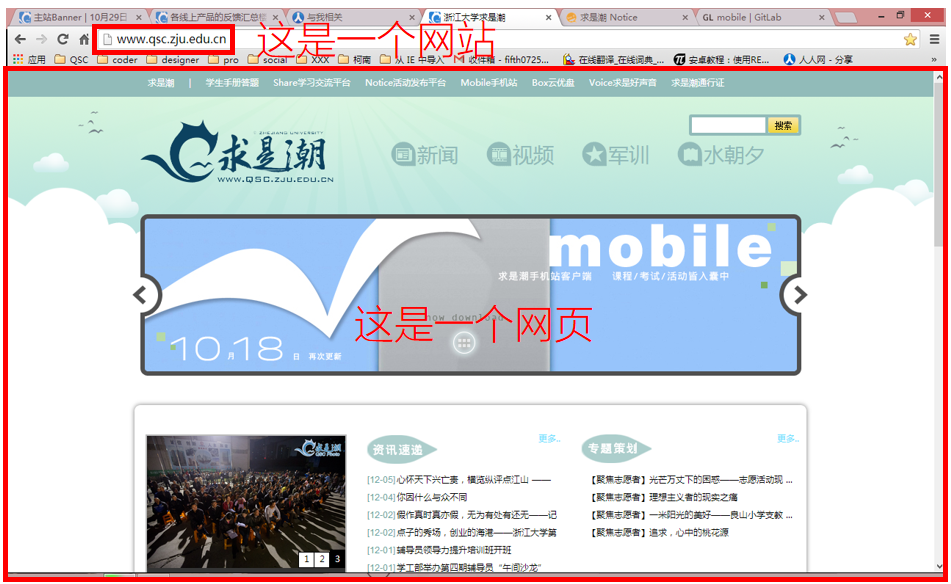 主站Banner | 10月29日
各线上产品的反馈汇总
与我相关
浙江大学求是潮
求是潮 Notice
GL mobile | GitLab
www.qsc.zju.edu.cn
这是一个网站
应用 QSC coder designer pro social XXX 柯南 从 IE 中导入 收件箱 - fifth0725... 在线翻译_在线词典_... 安卓教程：使用RE... 人人网 - 分享
求是潮 | 学生手册答题 Share学习交流平台 Notice活动发布平台 Mobile手机站 Box云优盘 Voice求是好声音 求是潮通行证
搜索
求是潮
WWW.QSC.ZJU.EDU.CN
新闻 视频 军训 水朝夕
mobile
求是潮手机站客户端 课程/考试/活动皆入囊中
now download
这是一个网页
10月18日 再次更新
求是潮
QSC Photo
1 2 3
资讯速递 更多..
[12-05]心怀天下兴亡妻，横览纵评点江山 ——
[12-04]你因什么与众不同
[12-02]假作真时真亦假，无为有处有还无——记
[12-02]点子的秀场，创业的海港——浙江大学第
[12-01]辅导员领导力提升培训班开班
[12-01]学工部举办第四期辅导员“午间沙龙”
专题策划 更多..
【聚焦志愿者】光芒万丈下的困惑——志愿活动现 ...
【聚焦志愿者】理想主义者的现实之痛
【聚焦志愿者】一米阳光的美好——良山小学支教 ...
【聚焦志愿者】追求，心中的桃花源